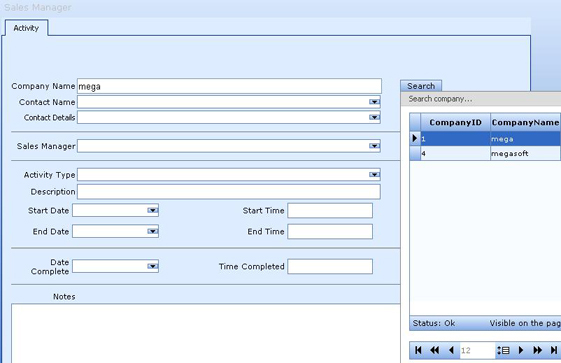 Sales Manager
Activity
Company Name mega Search
Contact Name Search company...
Contact Details CompanyID CompanyName
1 mega
Sales Manager 4 megasoft
Activity Type
Description
Start Date Start Time
End Date End Time
Date Complete Time Completed
Notes
Status: Ok Visible on the pag
12